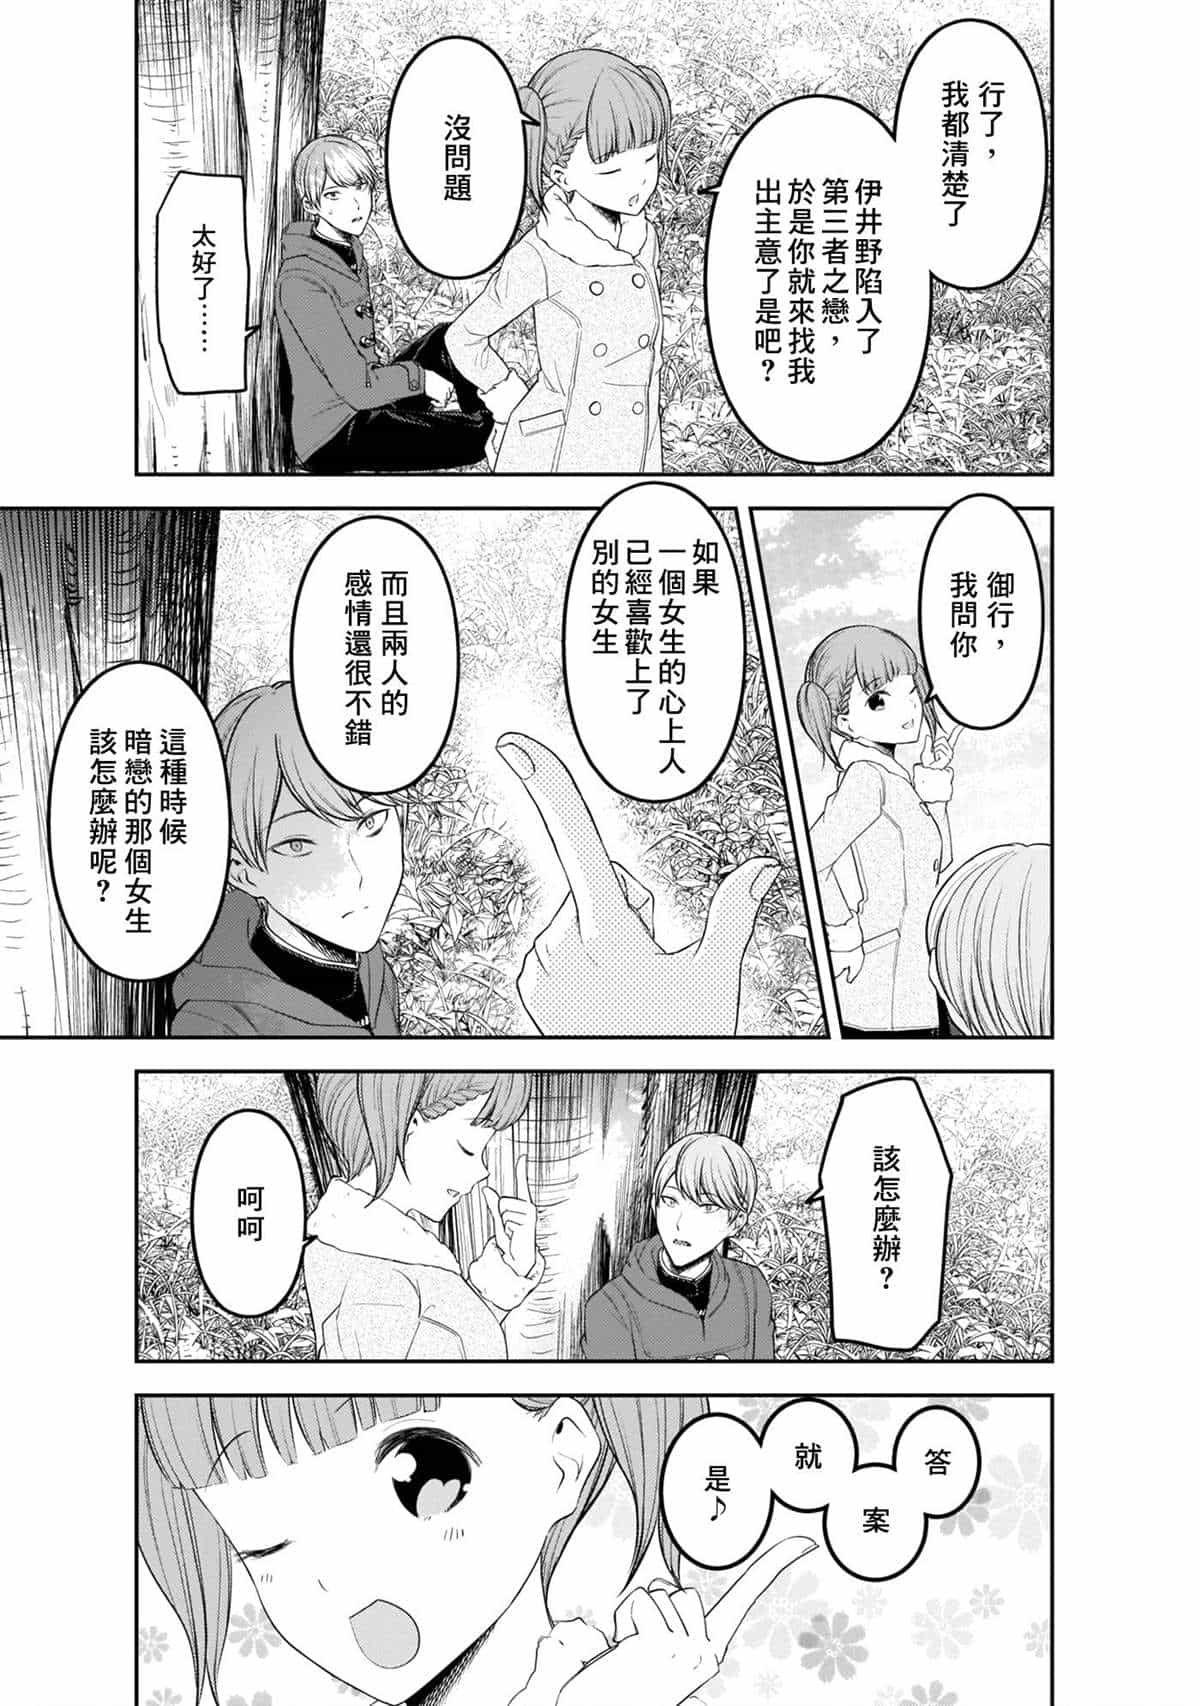 行了，
我都清楚了
伊井野陷入了
第三者之戀，
於是你就來找我
出主意了是吧？
沒問題
太好了……
御行，
我問你
如果
一個女生的心上人
已經喜歡上了
別的女生
而且兩人的
感情還很不錯
這種時候
暗戀的那個女生
該怎麼辦呢？
該怎麼辦？
呵呵
答
案
就
是♪